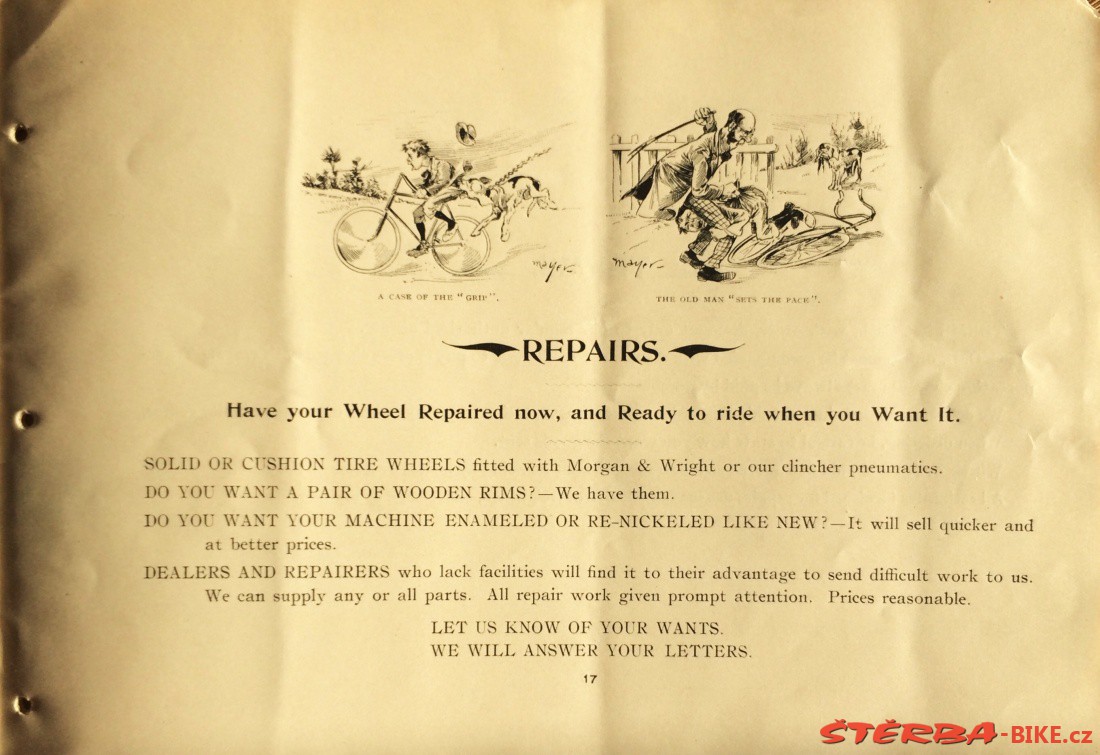 Mayer
Mayer
A CASE OF THE "GRIP".
THE OLD MAN "SETS THE PACE".
REPAIRS.
Have your Wheel Repaired now, and Ready to ride when you Want It.
SOLID OR CUSHION TIRE WHEELS fitted with Morgan & Wright or our clincher pneumatics.
DO YOU WANT A PAIR OF WOODEN RIMS?—We have them.
DO YOU WANT YOUR MACHINE ENAMELED OR RE-NICKELED LIKE NEW?—It will sell quicker and
at better prices.
DEALERS AND REPAIRERS who lack facilities will find it to their advantage to send difficult work to us.
We can supply any or all parts. All repair work given prompt attention. Prices reasonable.
LET US KNOW OF YOUR WANTS.
WE WILL ANSWER YOUR LETTERS.
17
ŠTĚRBA-BIKE.cz